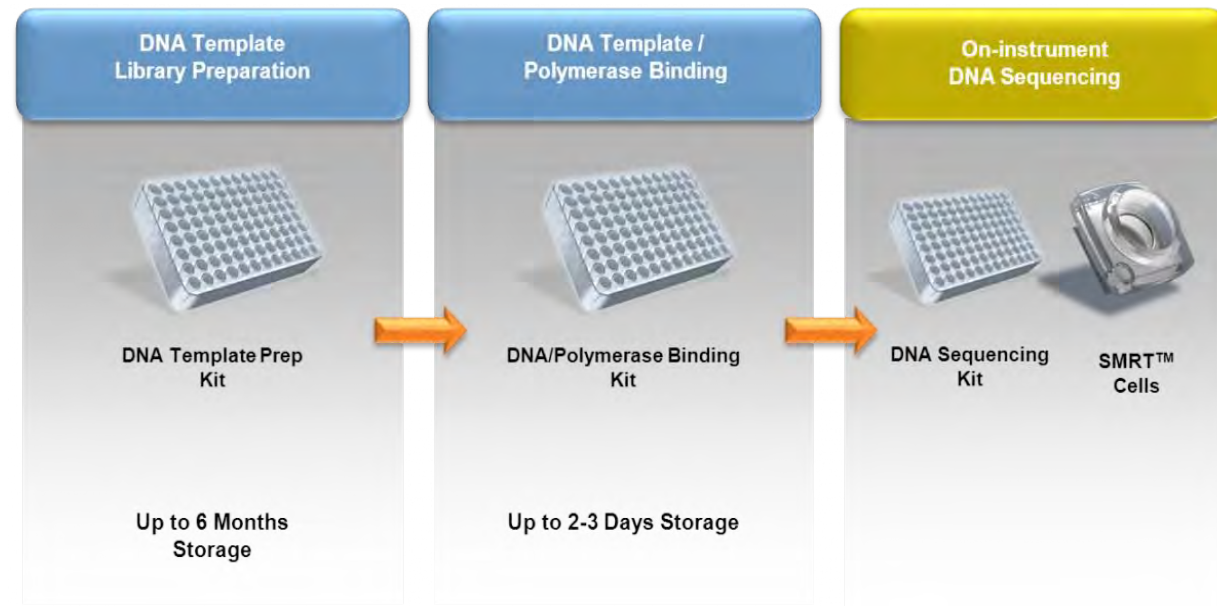 DNA Template
Library Preparation
DNA Template /
Polymerase Binding
On-instrument
DNA Sequencing
DNA Template Prep
Kit
DNA/Polymerase Binding
Kit
DNA Sequencing
Kit
SMRT™
Cells
Up to 6 Months
Storage
Up to 2-3 Days Storage